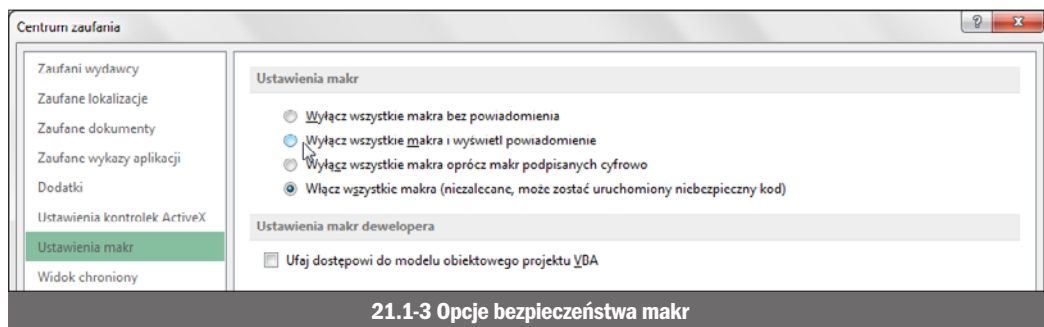 Centrum zaufania
Zaufani wydawcy
Zaufane lokalizacje
Zaufane dokumenty
Zaufane wykazy aplikacji
Dodatki
Ustawienia kontrolek ActiveX
Ustawienia makr
Widok chroniony
Ustawienia makr
Wyłącz wszystkie makra bez powiadomienia
Wyłącz wszystkie makra i wyświetl powiadomienie
Wyłącz wszystkie makra oprócz makr podpisanych cyfrowo
Włącz wszystkie makra (niezalecane, może zostać uruchomiony niebezpieczny kod)
Ustawienia makr dewelopera
Ufaj dostępowi do modelu obiektowego projektu VBA
21.1-3 Opcje bezpieczeństwa makr